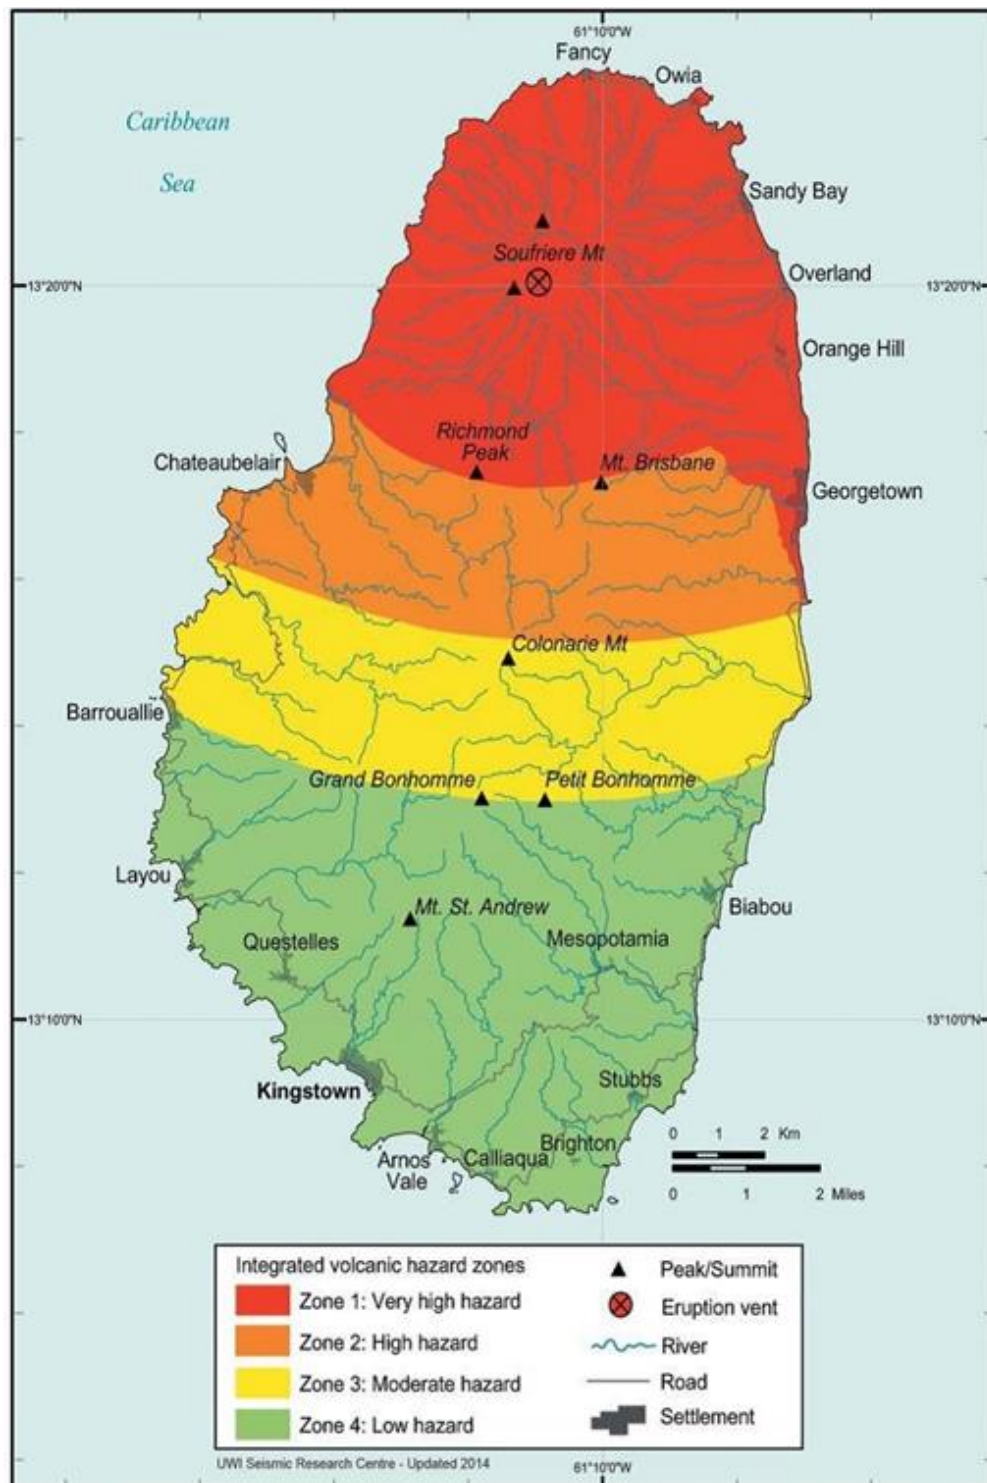 61°10'0"W
Fancy
Owia
Caribbean
Sea
Sandy Bay
Soufriere Mt
Overland
13°20'0"N
13°20'0"N
Orange Hill
Richmond
Peak
Mt. Brisbane
Chateaubelair
Georgetown
Colonarie Mt
Barrouallie
Grand Bonhomme
Petit Bonhomme
Layou
Mt. St. Andrew
Biabou
Questelles
Mesopotamia
13°10'0"N
13°10'0"N
Kingstown
Stubbs
Brighton
Arnos
Vale
Calliaqua
0 1 2 Km
0 1 2 Miles
Integrated volcanic hazard zones
Zone 1: Very high hazard
Zone 2: High hazard
Zone 3: Moderate hazard
Zone 4: Low hazard
Peak/Summit
Eruption vent
River
Road
Settlement
UWI Seismic Research Centre - Updated 2014
61°10'0"W